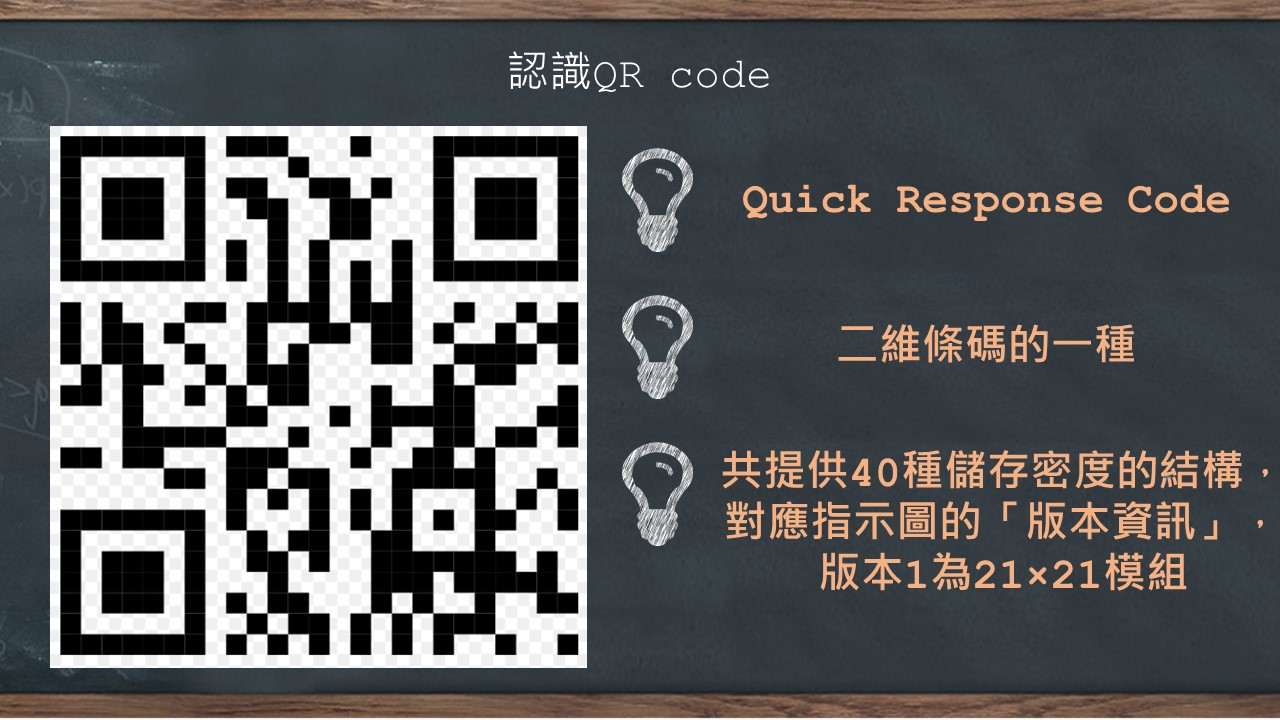 認識QR code
Quick Response Code
二維條碼的一種
共提供40種儲存密度的結構，
對應指示圖的「版本資訊」，
版本1為21×21模組